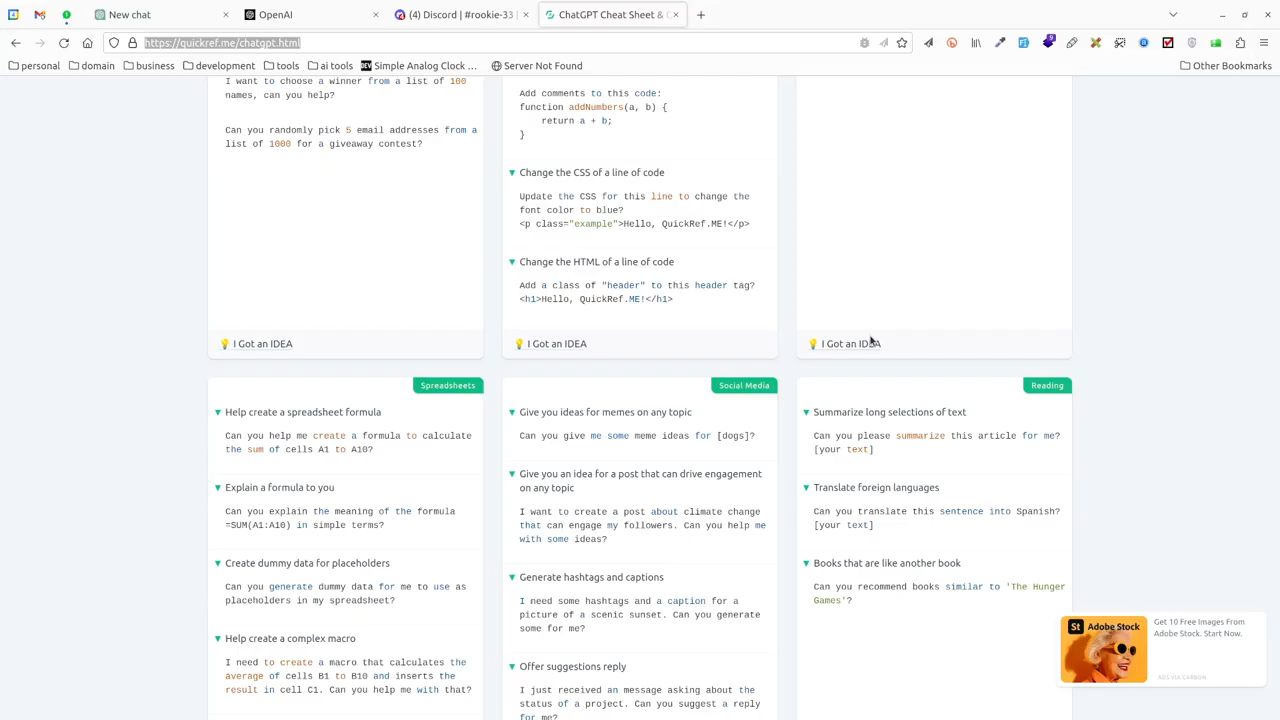 New chat
OpenAI
(4) Discord | #rookie-33
ChatGPT Cheat Sheet & C
https://quickref.me/chatgpt.html
9
personal
domain
business
development
tools
ai tools
DEV
Simple Analog Clock ...
Server Not Found
Other Bookmarks
I want to choose a winner from a list of 100
names, can you help?
Can you randomly pick 5 email addresses from a
list of 1000 for a giveaway contest?
I Got an IDEA
Add comments to this code:
function addNumbers(a, b) {
return a + b;
}
Change the CSS of a line of code
Update the CSS for this line to change the
font color to blue?
<p class="example">Hello, QuickRef.ME!</p>
Change the HTML of a line of code
Add a class of "header" to this header tag?
<h1>Hello, QuickRef.ME!</h1>
I Got an IDEA
I Got an IDEA
Spreadsheets
Help create a spreadsheet formula
Can you help me create a formula to calculate
the sum of cells A1 to A10?
Explain a formula to you
Can you explain the meaning of the formula
=SUM(A1:A10) in simple terms?
Create dummy data for placeholders
Can you generate dummy data for me to use as
placeholders in my spreadsheet?
Help create a complex macro
I need to create a macro that calculates the
average of cells B1 to B10 and inserts the
result in cell C1. Can you help me with that?
Social Media
Give you ideas for memes on any topic
Can you give me some meme ideas for [dogs]?
Give you an idea for a post that can drive engagement
on any topic
I want to create a post about climate change
that can engage my followers. Can you help me
with some ideas?
Generate hashtags and captions
I need some hashtags and a caption for a
picture of a scenic sunset. Can you generate
some for me?
Offer suggestions reply
I just received an message asking about the
status of a project. Can you suggest a reply
for me?
Reading
Summarize long selections of text
Can you please summarize this article for me?
[your text]
Translate foreign languages
Can you translate this sentence into Spanish?
[your text]
Books that are like another book
Can you recommend books similar to 'The Hunger
Games'?
St Adobe Stock
Get 10 Free Images From
Adobe Stock. Start Now.
ADS VIA CARBON